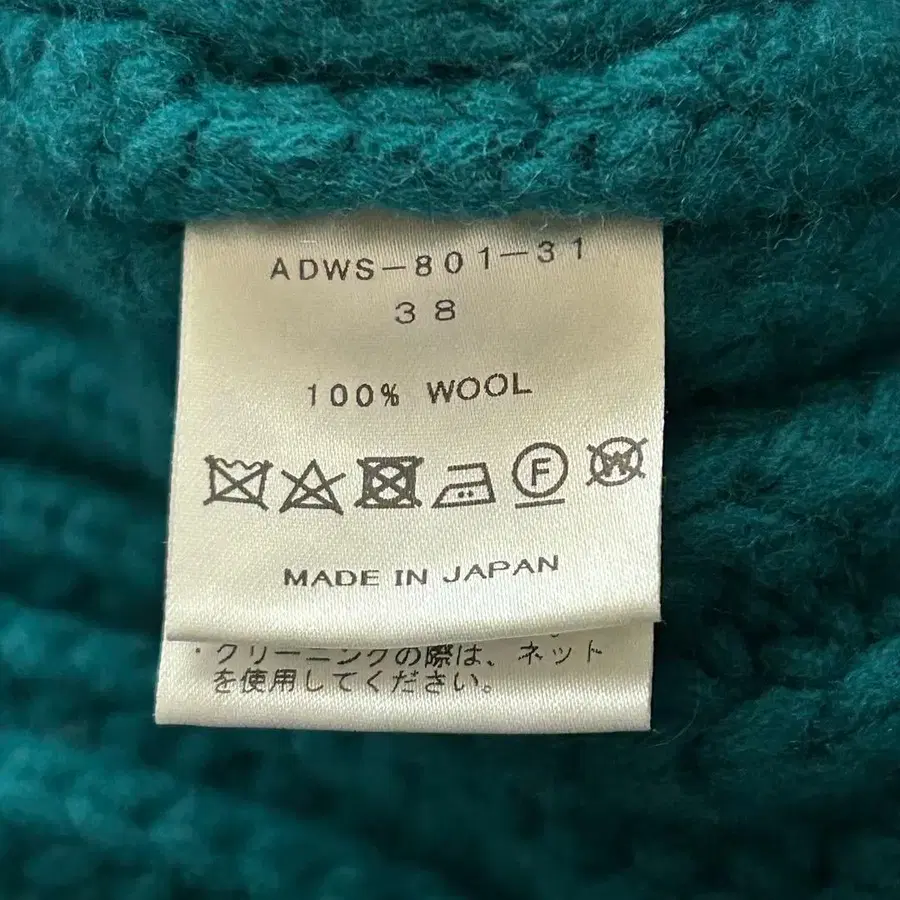 ADWS-801-31
38
100% WOOL
F
W
MADE IN JAPAN
・クリーニングの際は、ネット
を使用してください。